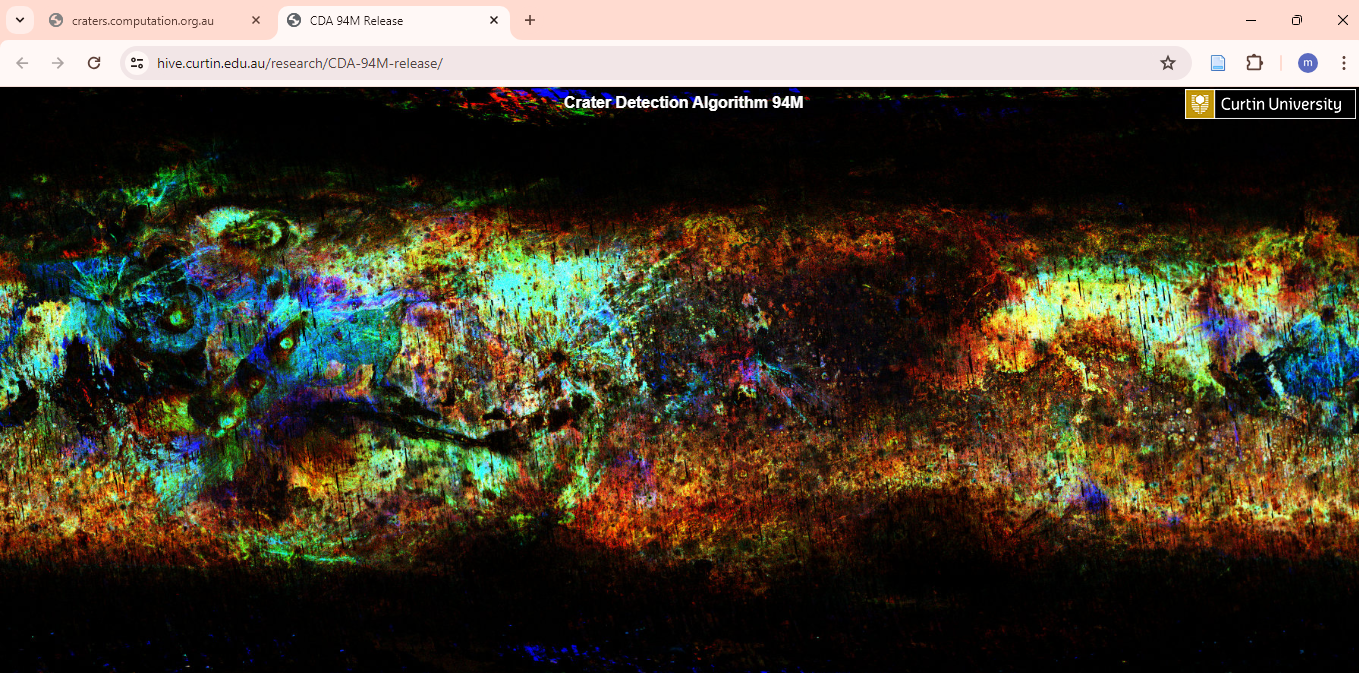 craters.computation.org.au
CDA 94M Release
hive.curtin.edu.au/research/CDA-94M-release/
m
Crater Detection Algorithm 94M
Curtin University